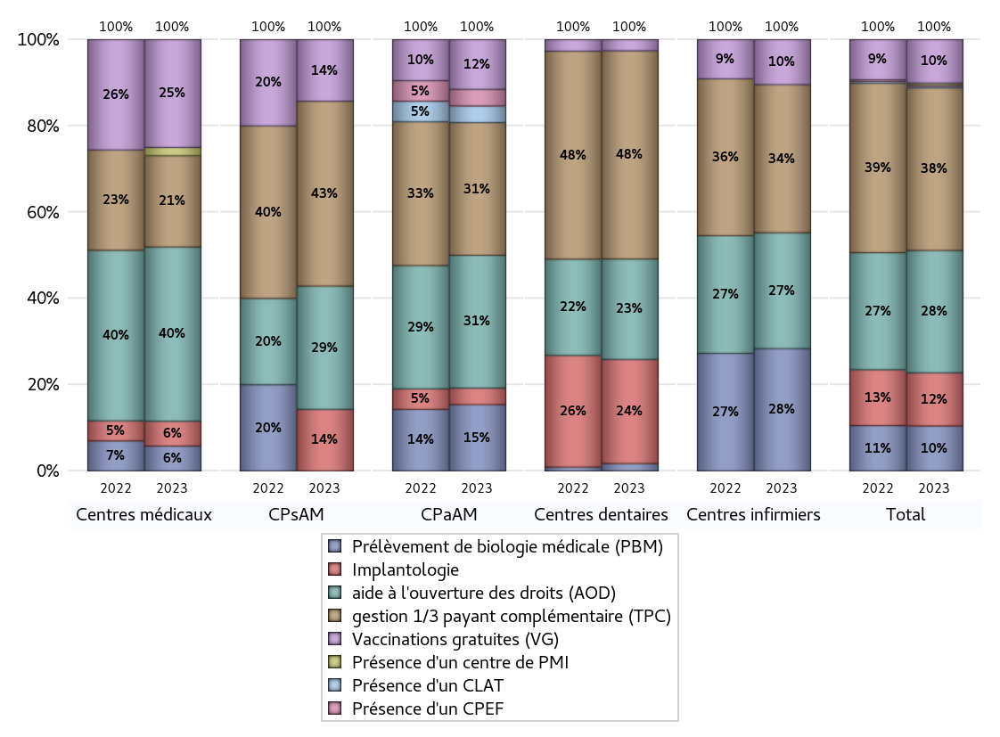 100% 100% 100% 100% 100% 100% 100% 100% 100% 100% 100% 100%
100%
80%
60%
40%
20%
0%
26% 23% 40% 5% 7%
25% 21% 40% 6% 6%
20% 40% 20% 20%
14% 43% 29% 14%
10% 5% 5% 33% 29% 5% 14%
12% 31% 31% 15%
48% 22% 26%
48% 23% 24%
9% 36% 27% 27%
10% 34% 27% 28%
9% 39% 27% 13% 11%
10% 38% 28% 12% 10%
2022 2023 2022 2023 2022 2023 2022 2023 2022 2023 2022 2023
Centres médicaux CPsAM CPaAM Centres dentaires Centres infirmiers Total
Prélèvement de biologie médicale (PBM)
Implantologie
aide à l'ouverture des droits (AOD)
gestion 1/3 payant complémentaire (TPC)
Vaccinations gratuites (VG)
Présence d'un centre de PMI
Présence d'un CLAT
Présence d'un CPEF